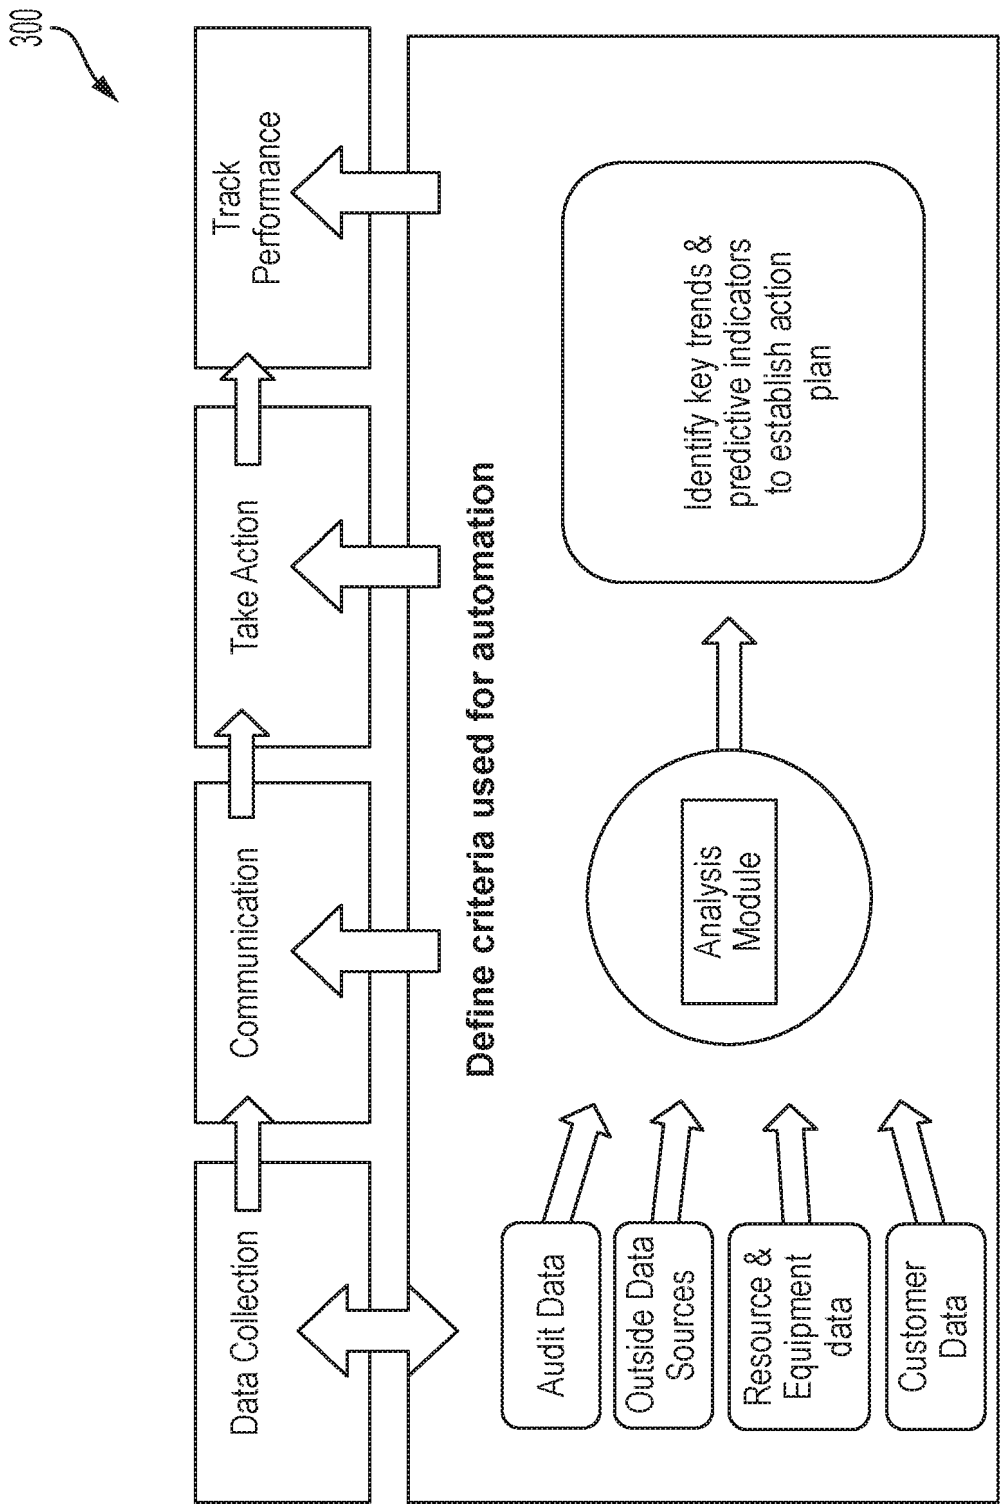 300
Data Collection
Communication
Take Action
Track
Performance
Define criteria used for automation
Audit Data
Outside Data
Sources
Resource &
Equipment
data
Customer
Data
Analysis
Module
Identify key trends &
predictive indicators
to establish action
plan